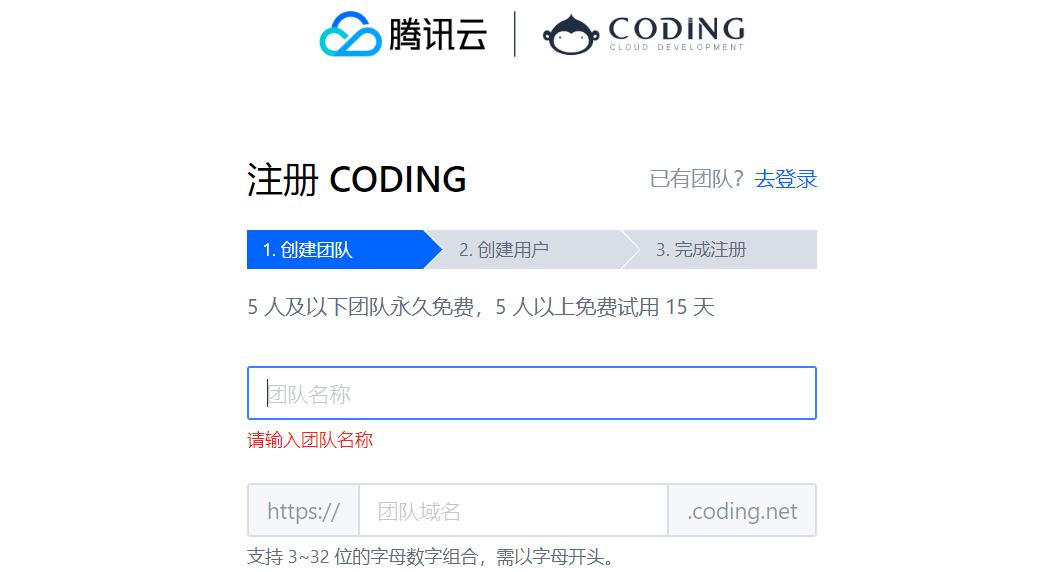 腾讯云 CODING
CLOUD DEVELOPMENT
注册 CODING 已有团队？去登录
1. 创建团队 2. 创建用户 3. 完成注册
5 人及以下团队永久免费，5 人以上免费试用 15 天
团队名称
请输入团队名称
https:// 团队域名 .coding.net
支持 3~32 位的字母数字组合，需以字母开头。